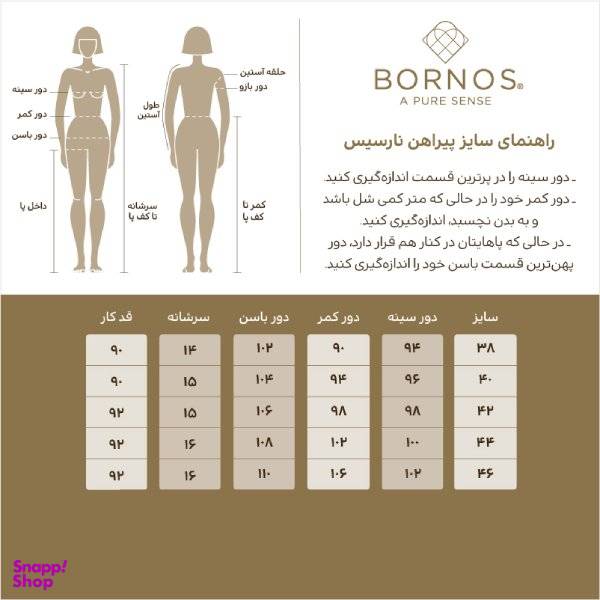 BORNOS®
A PURE SENSE
راهنمای سایز پیراهن نارسیس
ـ دور سینه را در پرترین قسمت اندازه‌گیری کنید.
ـ دور کمر خود را در حالی که متر کمی شل باشد
و به بدن نچسبد، اندازه‌گیری کنید.
ـ در حالی که پاهایتان در کنار هم قرار دارد، دور
پهن‌ترین قسمت باسن خود را اندازه‌گیری کنید.
حلقه آستین
دور بازو
طول
آستین
کمر تا
کف پا
دور سینه
دور کمر
دور باسن
داخل پا
سرشانه
تا کف پا
سایز دور سینه دور کمر دور باسن سرشانه قد کار
۳۸ ۹۴ ۹۰ ۱۰۲ ۱۴ ۹۰
۴۰ ۹۶ ۹۴ ۱۰۴ ۱۵ ۹۰
۴۲ ۹۸ ۹۸ ۱۰۶ ۱۵ ۹۲
۴۴ ۱۰۰ ۱۰۲ ۱۰۸ ۱۶ ۹۲
۴۶ ۱۰۲ ۱۰۶ ۱۱۰ ۱۶ ۹۲
Snapp!
Shop